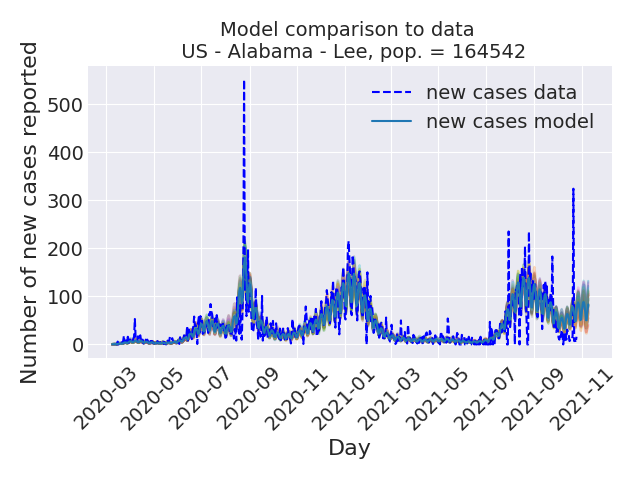 Model comparison to data
US - Alabama - Lee, pop. = 164542
new cases data
new cases model
Number of new cases reported
500
400
300
200
100
0
2020-03
2020-05
2020-07
2020-09
2020-11
2021-01
2021-03
2021-05
2021-07
2021-09
2021-11
Day